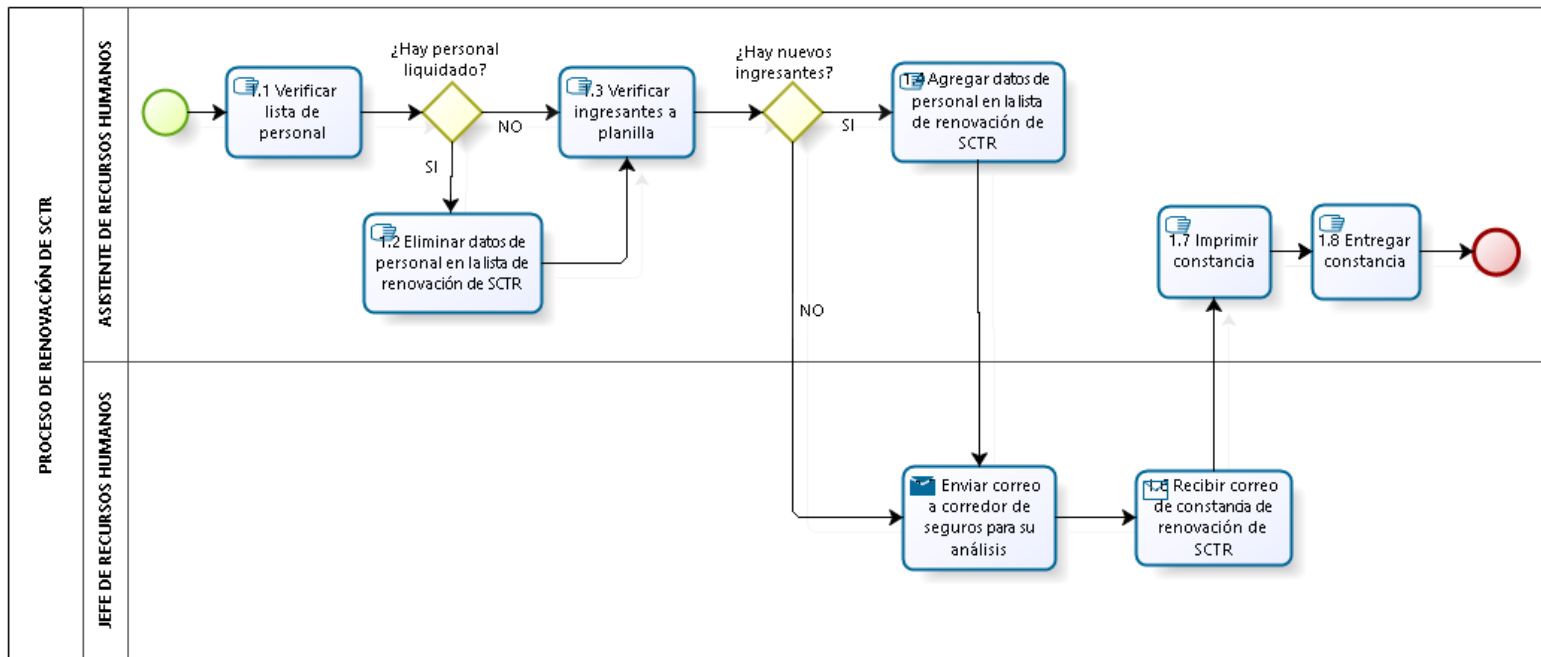 PROCESO DE RENOVACIÓN DE SCTR
ASISTENTE DE RECURSOS HUMANOS
¿Hay personal
liquidado?
¿Hay nuevos
ingresantes?
1.1 Verificar
lista de
personal
NO
SI
1.2 Eliminar datos de
personal en la lista de
renovación de SCTR
1.3 Verificar
ingresantes a
planilla
SI
NO
Agregar datos de
personal en la lista
de renovación de
SCTR
1.7 Imprimir
constancia
1.8 Entregar
constancia
JEFE DE RECURSOS HUMANOS
Enviar correo
a corredor de
seguros para su
análisis
Recibir correo
de constancia de
renovación de
SCTR